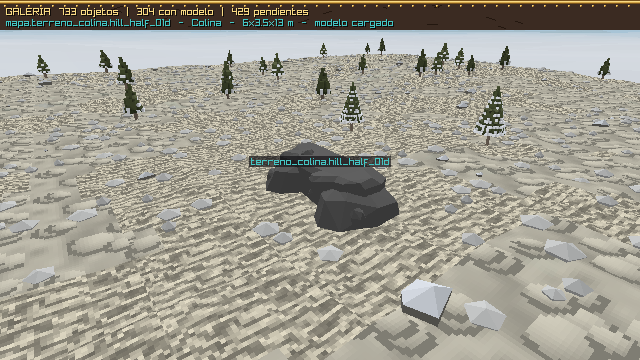 GALERÍA 733 objetos | 304 con modelo | 429 pendientes
mapa.terreno_colina.hill_half_01d - Colina - 6x3.5x13 m - modelo cargado
terreno_colina.hill_half_01d